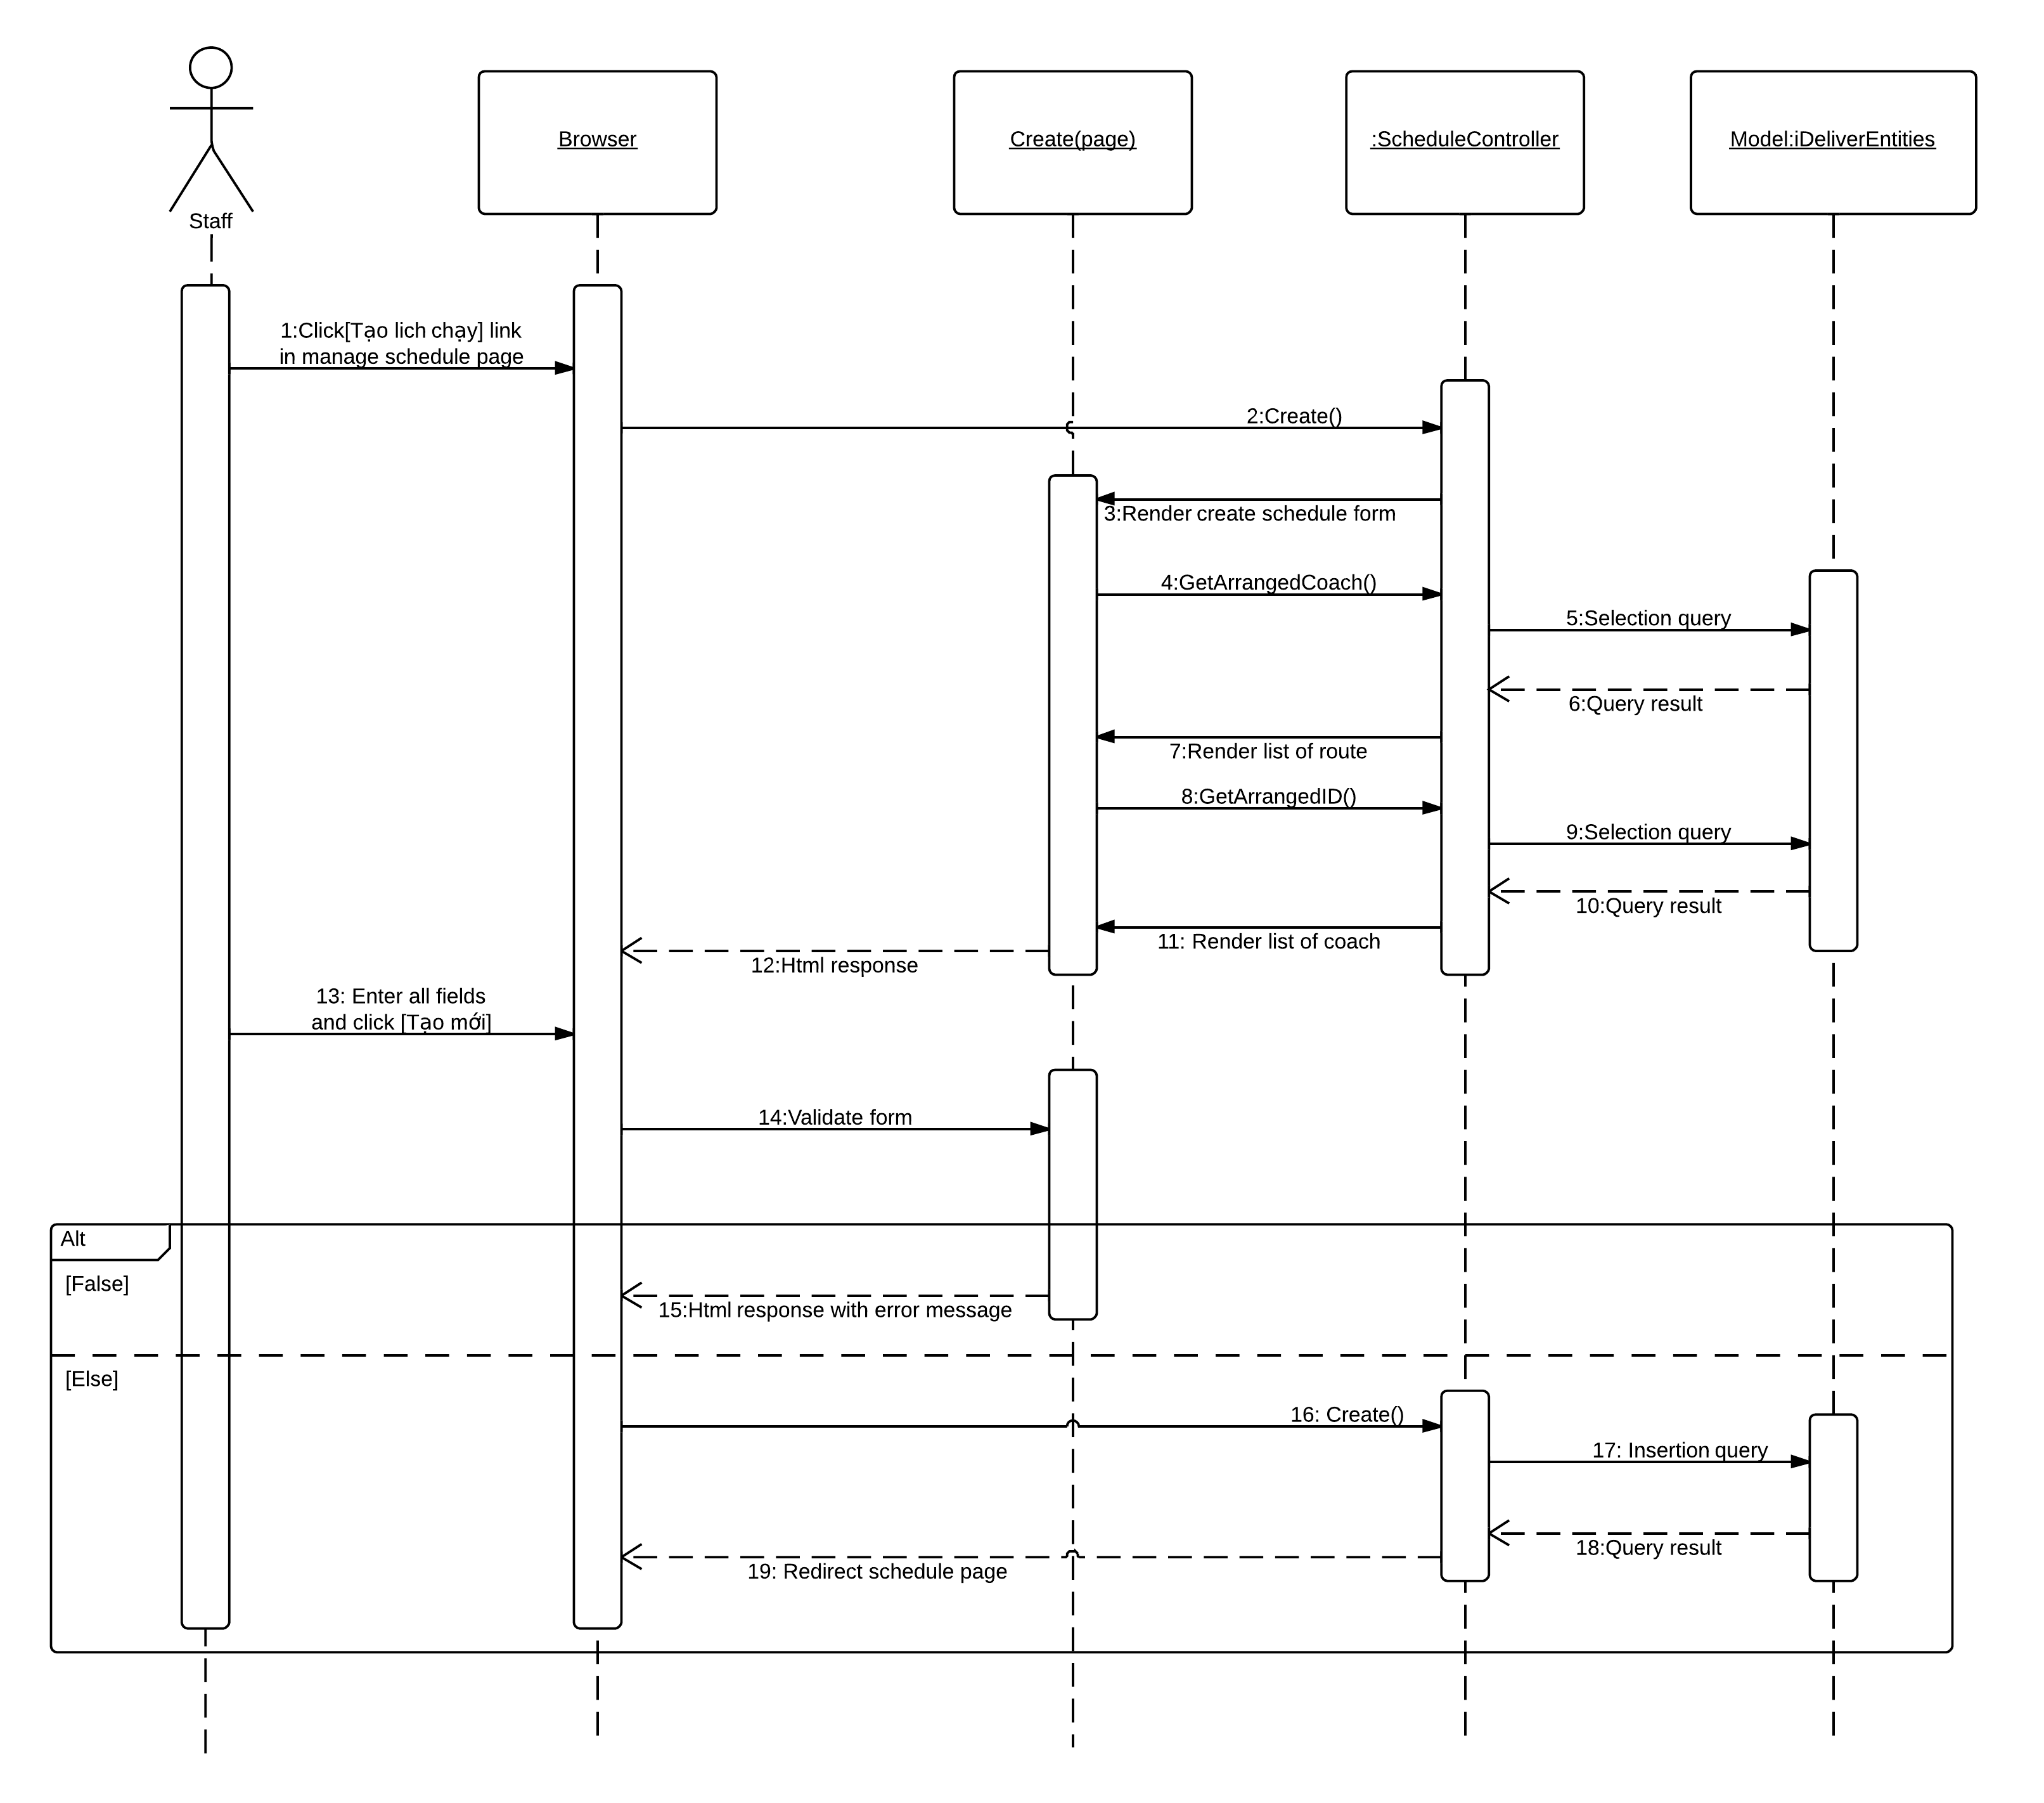 Staff
Browser
Create(page)
:ScheduleController
Model:iDeliverEntities
1:Click[Tạo lich chạy] link
in manage schedule page
2:Create()
3:Render create schedule form
4:GetArrangedCoach()
5:Selection query
6:Query result
7:Render list of route
8:GetArrangedID()
9:Selection query
10:Query result
11: Render list of coach
12:Html response
13: Enter all fields
and click [Tạo mới]
14:Validate form
Alt
[False]
15:Html response with error message
[Else]
16: Create()
17: Insertion query
18:Query result
19: Redirect schedule page